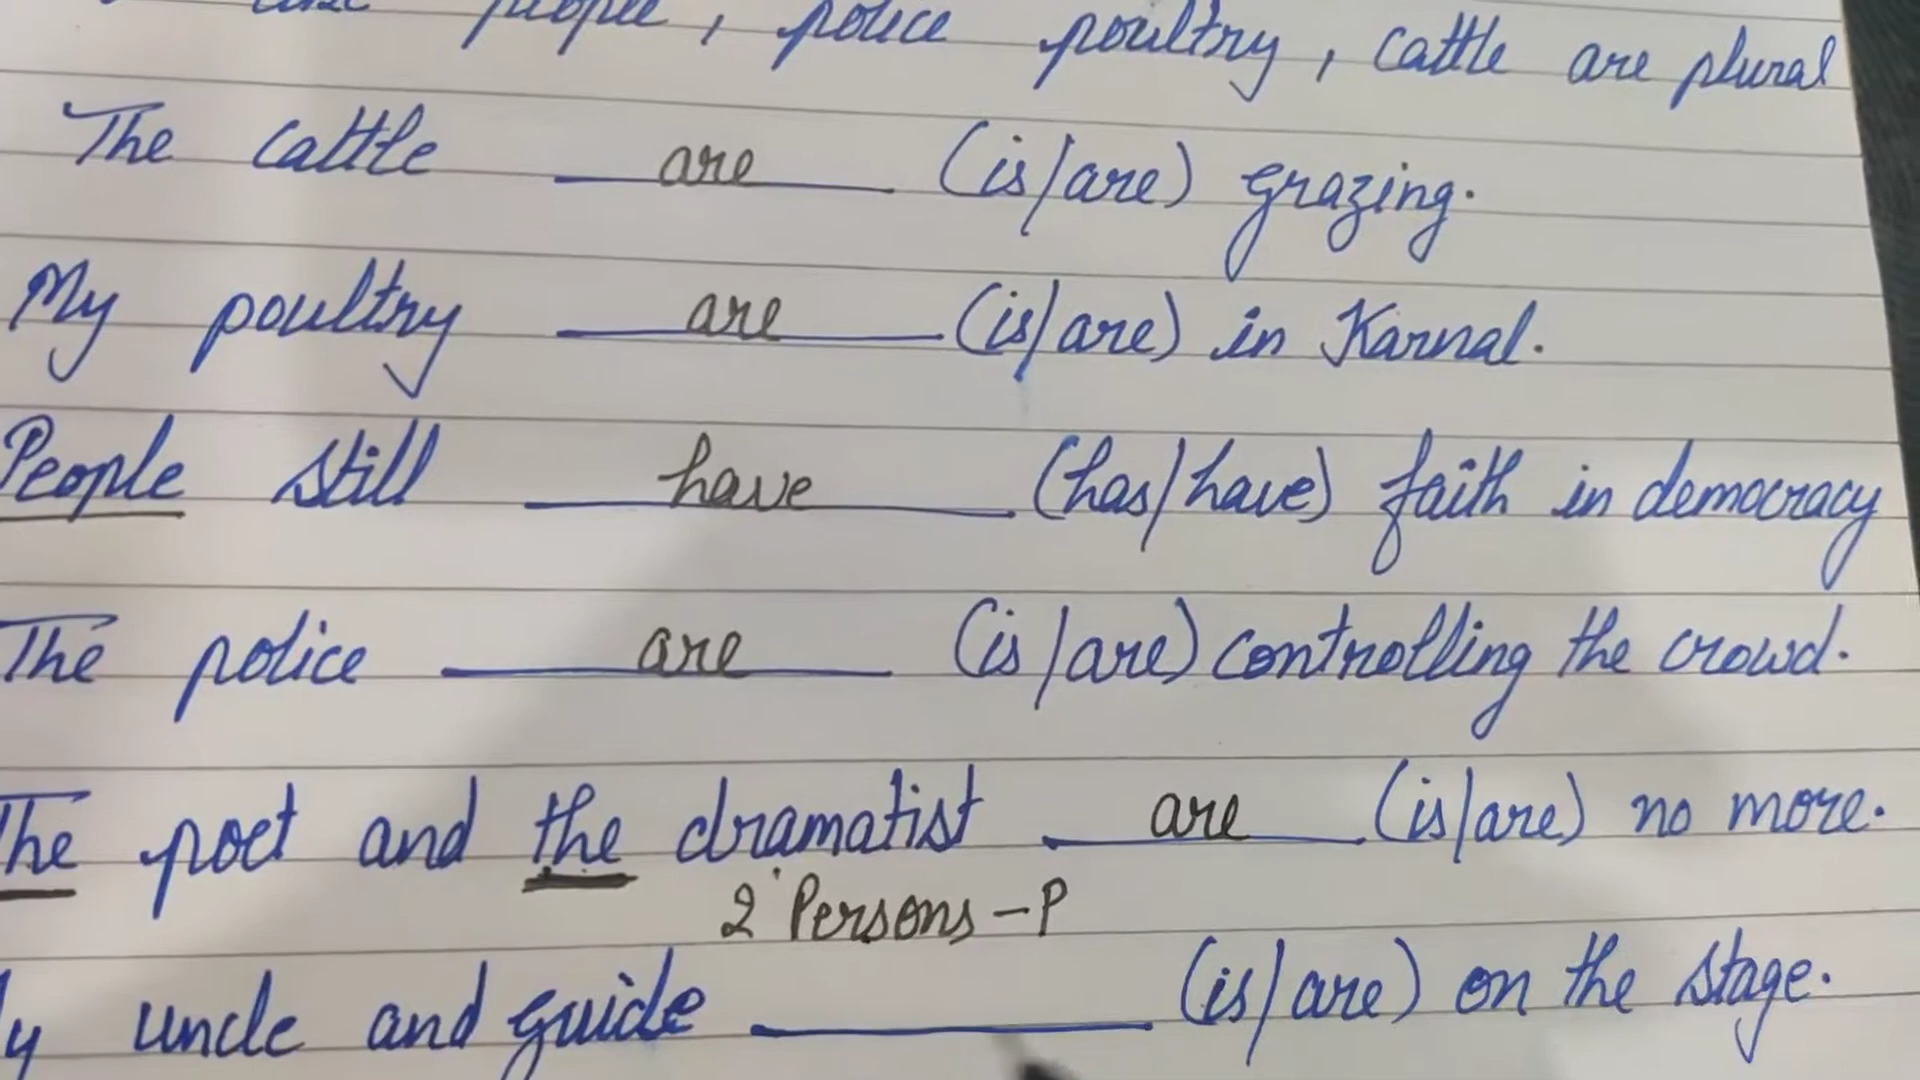 people, police poultry, cattle are plural
The cattle are (is/are) grazing.
My poultry are (is/are) in Karnal.
People still have (has/have) faith in democracy
The police are (is/are) controlling the crowd.
The poet and the dramatist are (is/are) no more.
2 Persons - P
uncle and guide (is/are) on the stage.